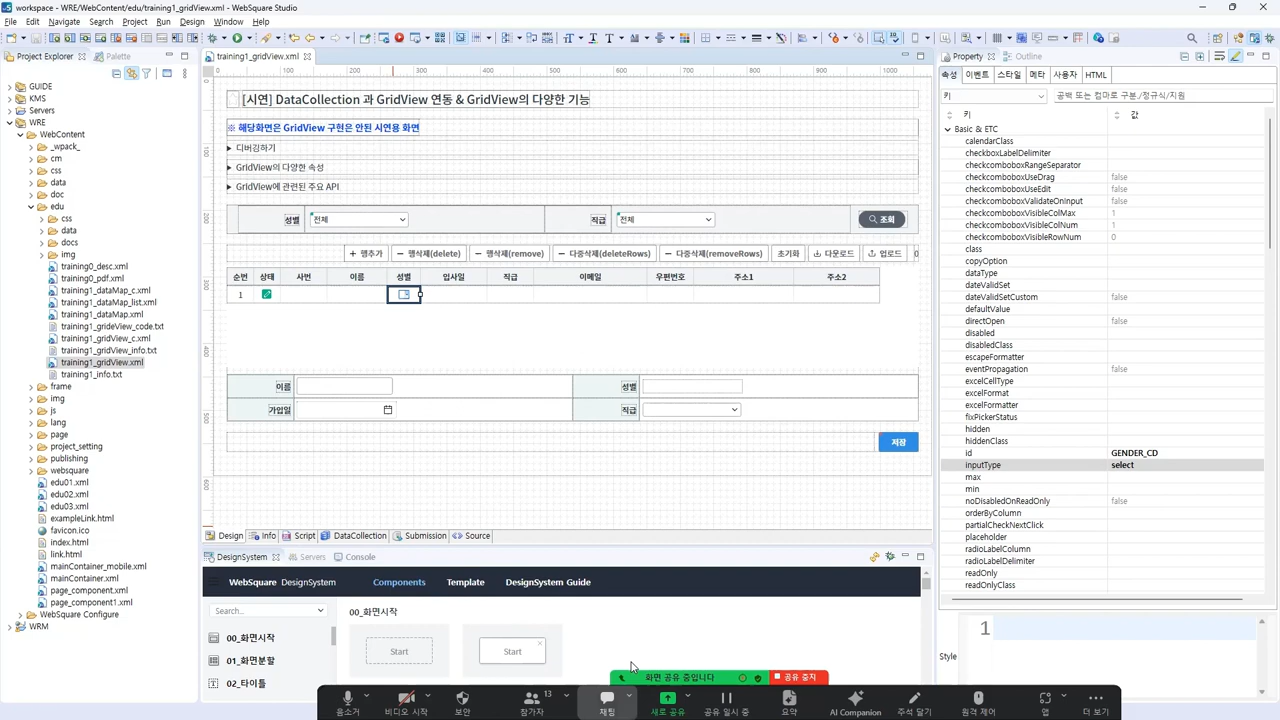 workspace - WRE/WebContent/edu/training1_gridView.xml - WebSquare Studio
File Edit Navigate Search Project Run Design Window Help
Project Explorer Palette
training1_gridView.xml
Property Outline
GUIDE
KMS
Servers
WRE
WebContent
_wpack_
cm
css
data
doc
edu
css
data
docs
img
training0_desc.xml
training0_pdf.xml
training1_dataMap_c.xml
training1_dataMap_list.xml
training1_dataMap.xml
training1_grideView_code.txt
training1_gridView_c.xml
training1_gridView_info.txt
training1_gridView.xml
training1_info.txt
frame
img
js
lang
page
project_setting
publishing
websquare
edu01.xml
edu02.xml
edu03.xml
exampleLink.html
favicon.ico
index.html
link.html
mainContainer_mobile.xml
mainContainer.xml
page_component.xml
page_component1.xml
WebSquare Configure
WRM
0 100 200 300 400 500 600 700 800 900 1000
[시연] DataCollection 과 GridView 연동 & GridView의 다양한 기능
※ 해당화면은 GridView 구현은 안된 시연용 화면
▶ 디버깅하기
▶ GridView의 다양한 속성
▶ GridView에 관련된 주요 API
성별 전체 직급 전체 조회
행추가 행삭제(delete) 행삭제(remove) 다중삭제(deleteRows) 다중삭제(removeRows) 초기화 다운로드 업로드
순번 상태 사번 이름 성별 입사일 직급 이메일 우편번호 주소1 주소2
1
이름 성별
가입일 직급
저장
Design Info Script DataCollection Submission Source
DesignSystem Servers Console
WebSquare DesignSystem Components Template DesignSystem Guide
Search...
00_화면시작
01_화면분할
02_타이틀
00_화면시작
Start Start
속성 이벤트 스타일 메타 사용자 HTML
키 공백 또는 컴마로 구분./정규식/지원
키 값
Basic & ETC
calendarClass
checkboxLabelDelimiter
checkcomboboxRangeSeparator
checkcomboboxUseDrag false
checkcomboboxUseEdit false
checkcomboboxValidateOnInput false
checkcomboboxVisibleColMax 1
checkcomboboxVisibleColNum 1
checkcomboboxVisibleRowNum 0
class
copyOption
dataType
dateValidSet
dateValidSetCustom false
defaultValue
directOpen false
disabled
disabledClass
escapeFormatter
eventPropagation false
excelCellType
excelFormat
excelFormatter
fixPickerStatus
hidden
hiddenClass
id GENDER_CD
inputType select
max
min
noDisabledOnReadOnly false
orderByColumn
partialCheckNextClick
placeholder
radioLabelColumn
radioLabelDelimiter
readOnly
readOnlyClass
Style 1
화면 공유 중입니다 공유 중지
음소거 비디오 시작 보안 참가자 13 채팅 새로 공유 공유 일시 중 요약 AI Companion 주석 달기 원격 제어 앱 더 보기